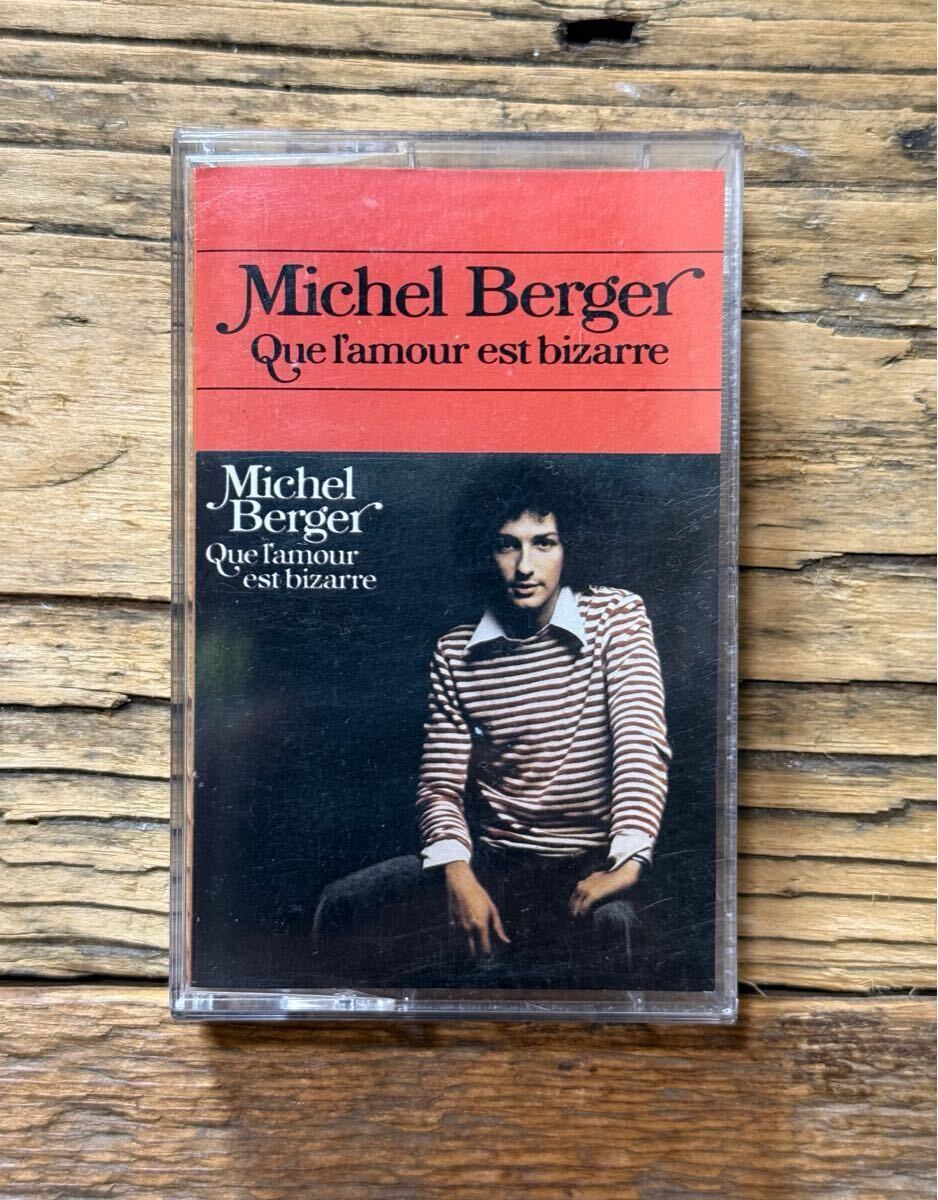 Michel Berger
Que l'amour est bizarre
Michel
Berger
Que l'amour
est bizarre